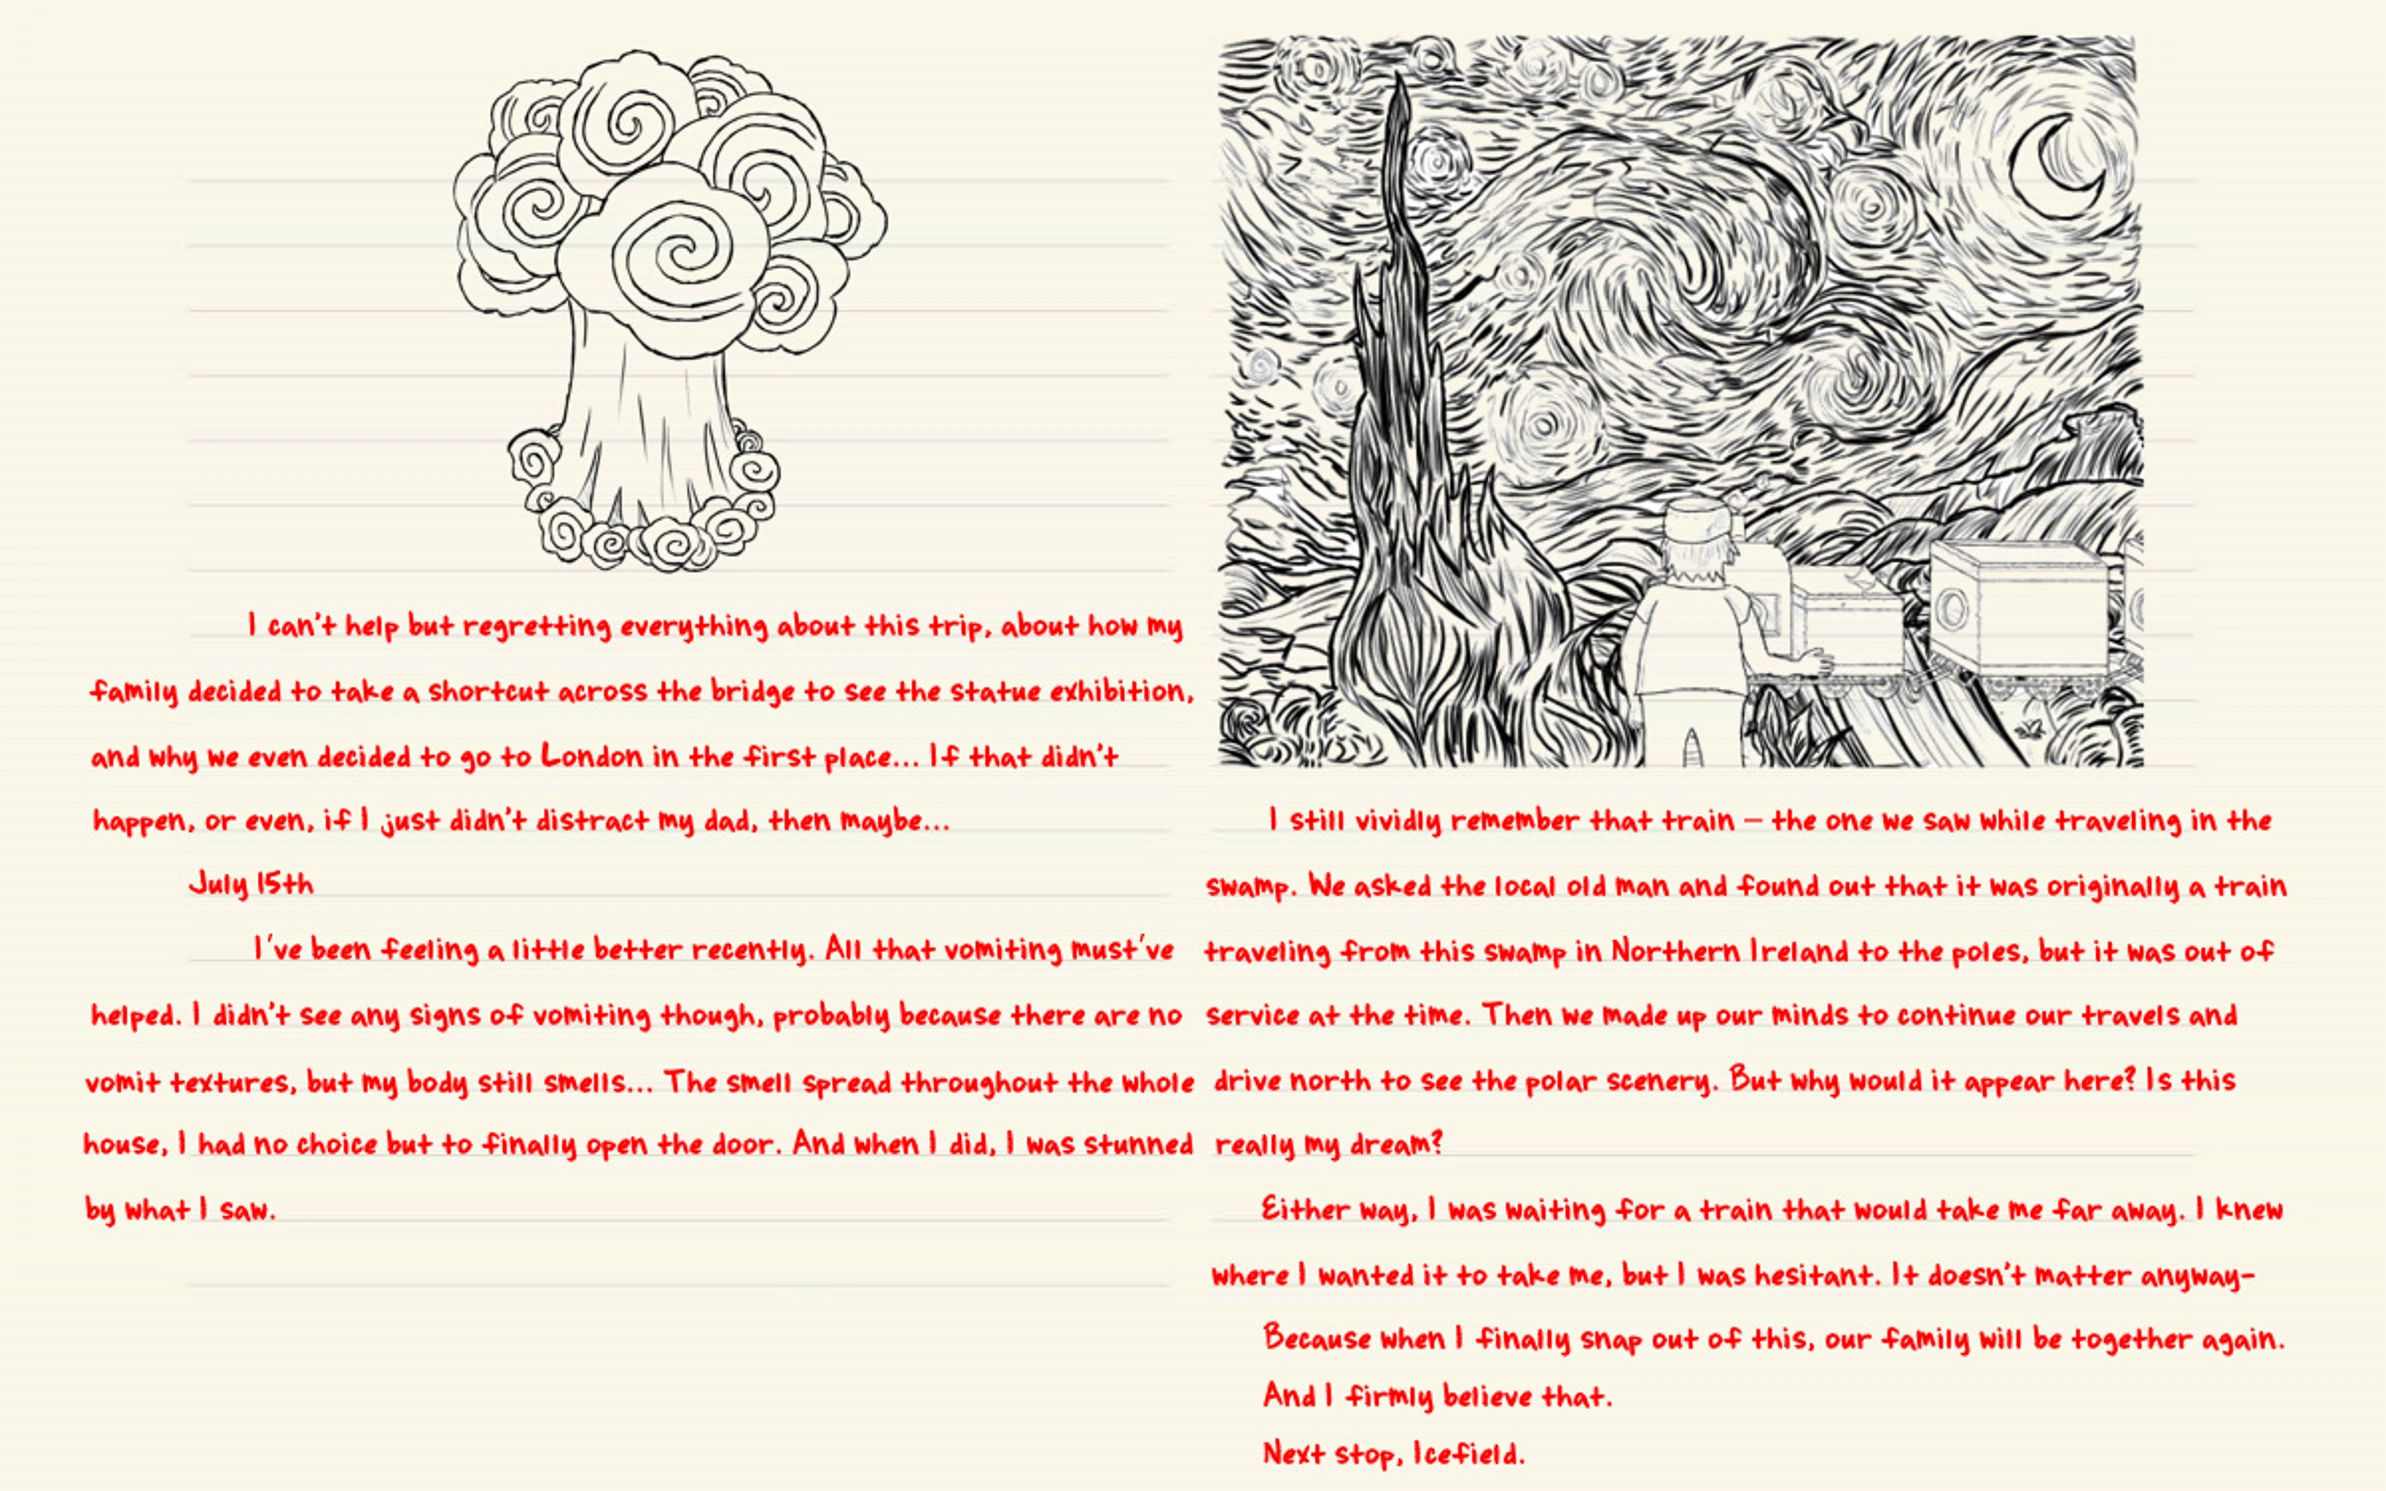 I can't help but regretting everything about this trip, about how my
family decided to take a shortcut across the bridge to see the statue exhibition,
and why we even decided to go to London in the first place... If that didn't
happen, or even, if I just didn't distract my dad, then maybe...
July 15th
I've been feeling a little better recently. All that vomiting must've
helped. I didn't see any signs of vomiting though, probably because there are no
vomit textures, but my body still smells... The smell spread throughout the whole
house, I had no choice but to finally open the door. And when I did, I was stunned
by what I saw.
I still vividly remember that train – the one we saw while traveling in the
swamp. We asked the local old man and found out that it was originally a train
traveling from this swamp in Northern Ireland to the poles, but it was out of
service at the time. Then we made up our minds to continue our travels and
drive north to see the polar scenery. But why would it appear here? Is this
really my dream?
Either way, I was waiting for a train that would take me far away. I knew
where I wanted it to take me, but I was hesitant. It doesn't matter anyway-
Because when I finally snap out of this, our family will be together again.
And I firmly believe that.
Next stop, Icefield.